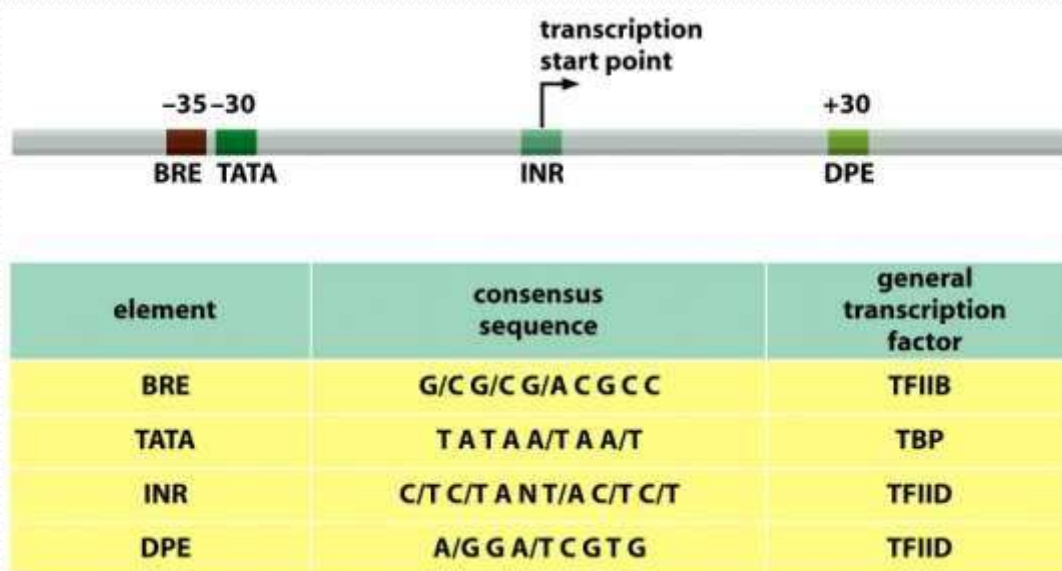 transcription
start point
–35 –30
+30
BRE TATA
INR
DPE
element
consensus
sequence
general
transcription
factor
BRE G/C G/C G/A C G C C TFIIB
TATA T A T A A/T A A/T TBP
INR C/T C/T A N T/A C/T C/T TFIID
DPE A/G G A/T C G T G TFIID